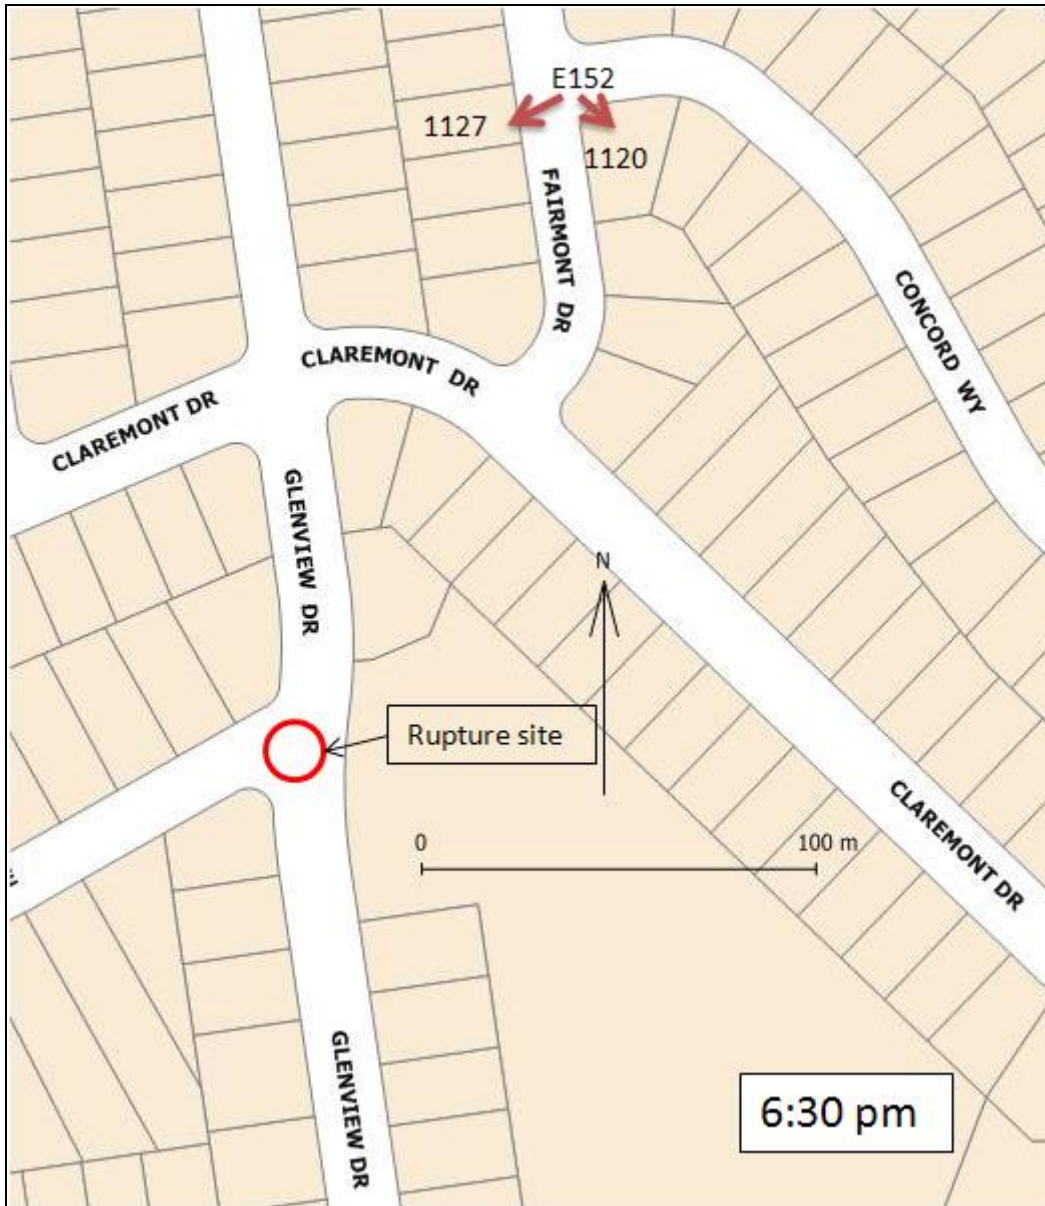 E152
1127
1120
FAIRMONT DR
CONCORD WY
CLAREMONT DR
CLAREMONT DR
GLENVIEW DR
N
Rupture site
0
100 m
CLAREMONT DR
GLENVIEW DR
6:30 pm